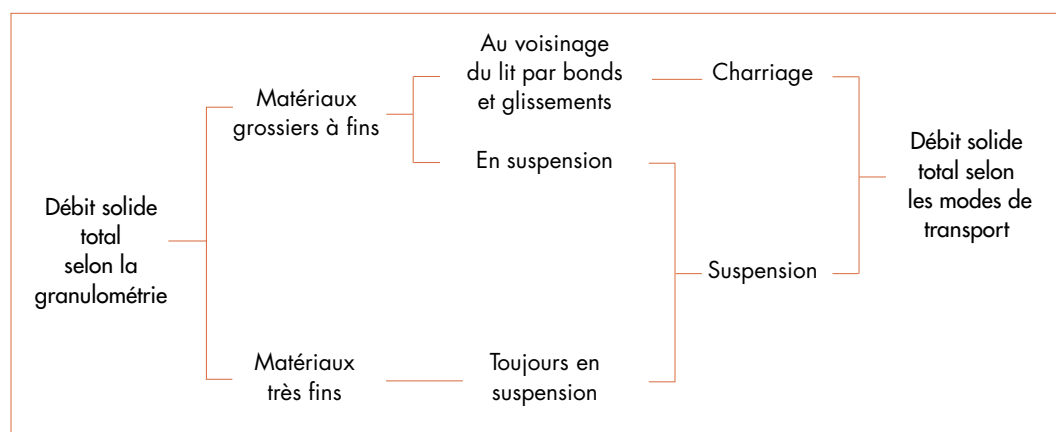 Débit solide
total
selon la
granulométrie
Matériaux
grossiers à fins
Matériaux
très fins
Au voisinage
du lit par bonds
et glissements
En suspension
Toujours en
suspension
Charriage
Suspension
Débit solide
total selon
les modes de
transport